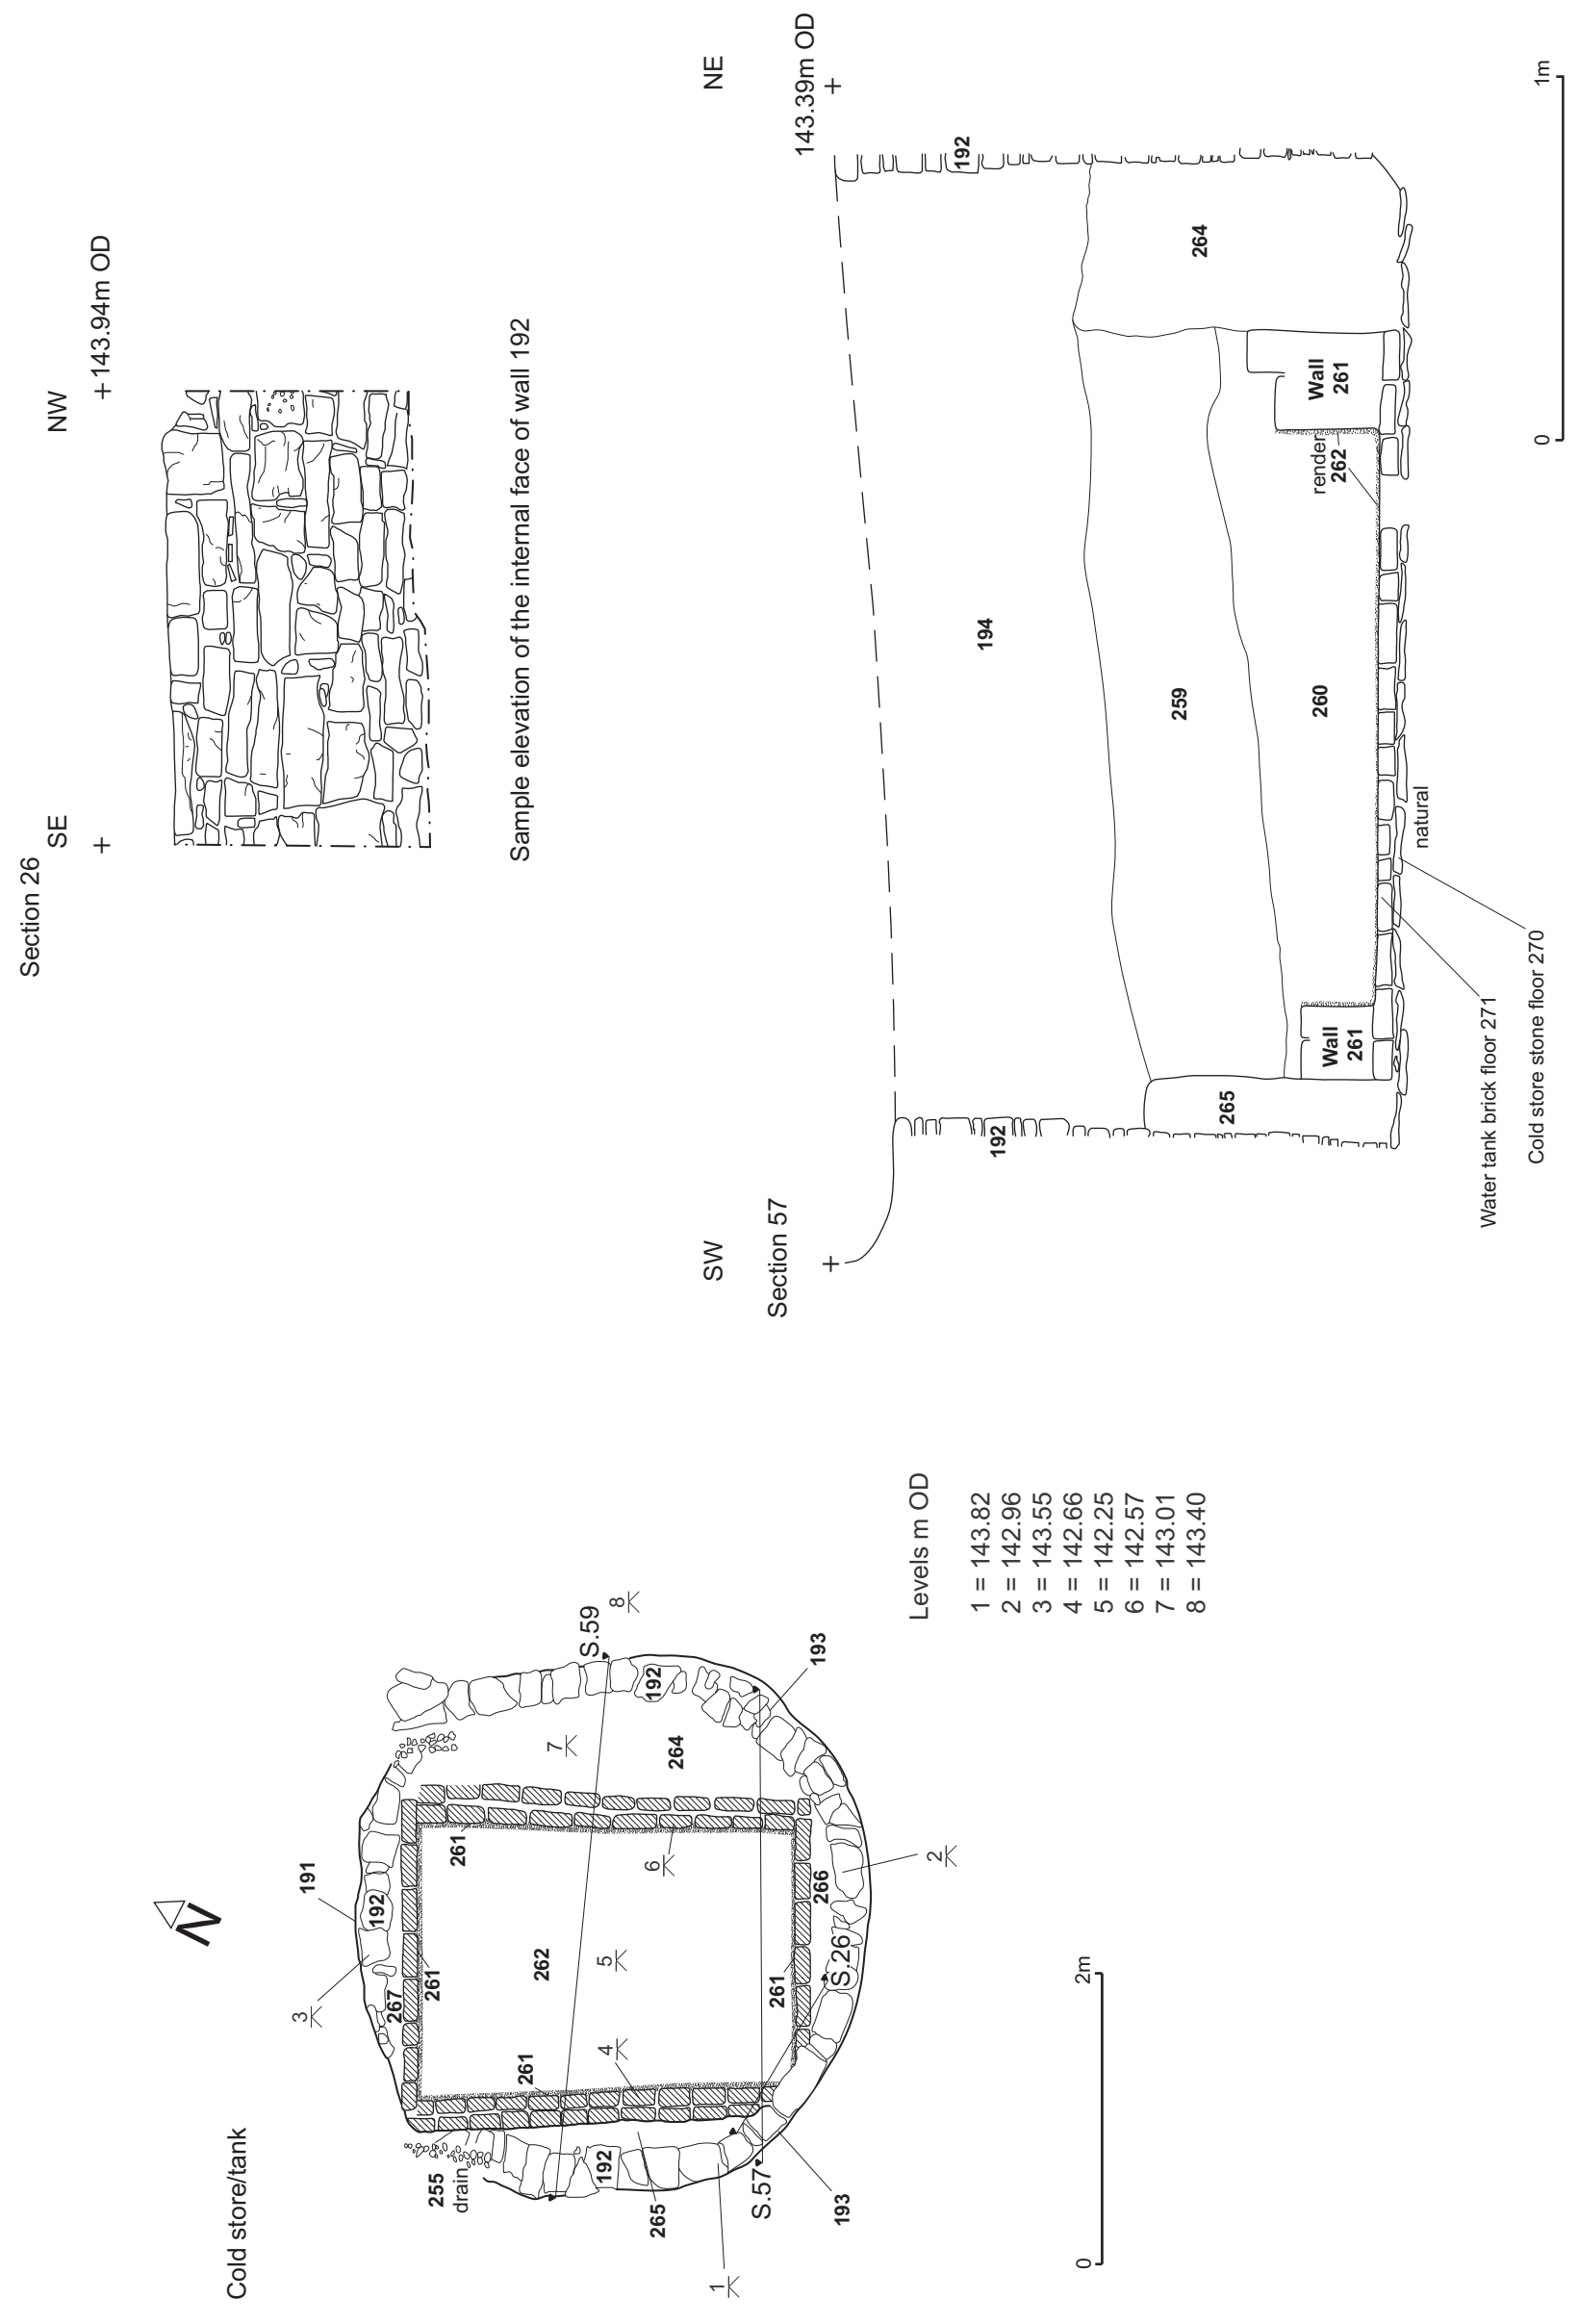 Cold store/tank
255
drain
265
192
1
S.57
193
3
191
192
267
261
261
262
4
5
261
S.26
266
2
6
261
264
7
192
S.59
8
193
N
0 2m
Levels m OD
1 = 143.82
2 = 142.96
3 = 143.55
4 = 142.66
5 = 142.25
6 = 142.57
7 = 143.01
8 = 143.40
Section 26
SE NW
+ +143.94m OD
Sample elevation of the internal face of wall 192
SW NE
Section 57
+ 143.39m OD
+
192
192
194
259
260
264
265
Wall
261
Wall
261
render
262
natural
Water tank brick floor 271
Cold store stone floor 270
0 1m